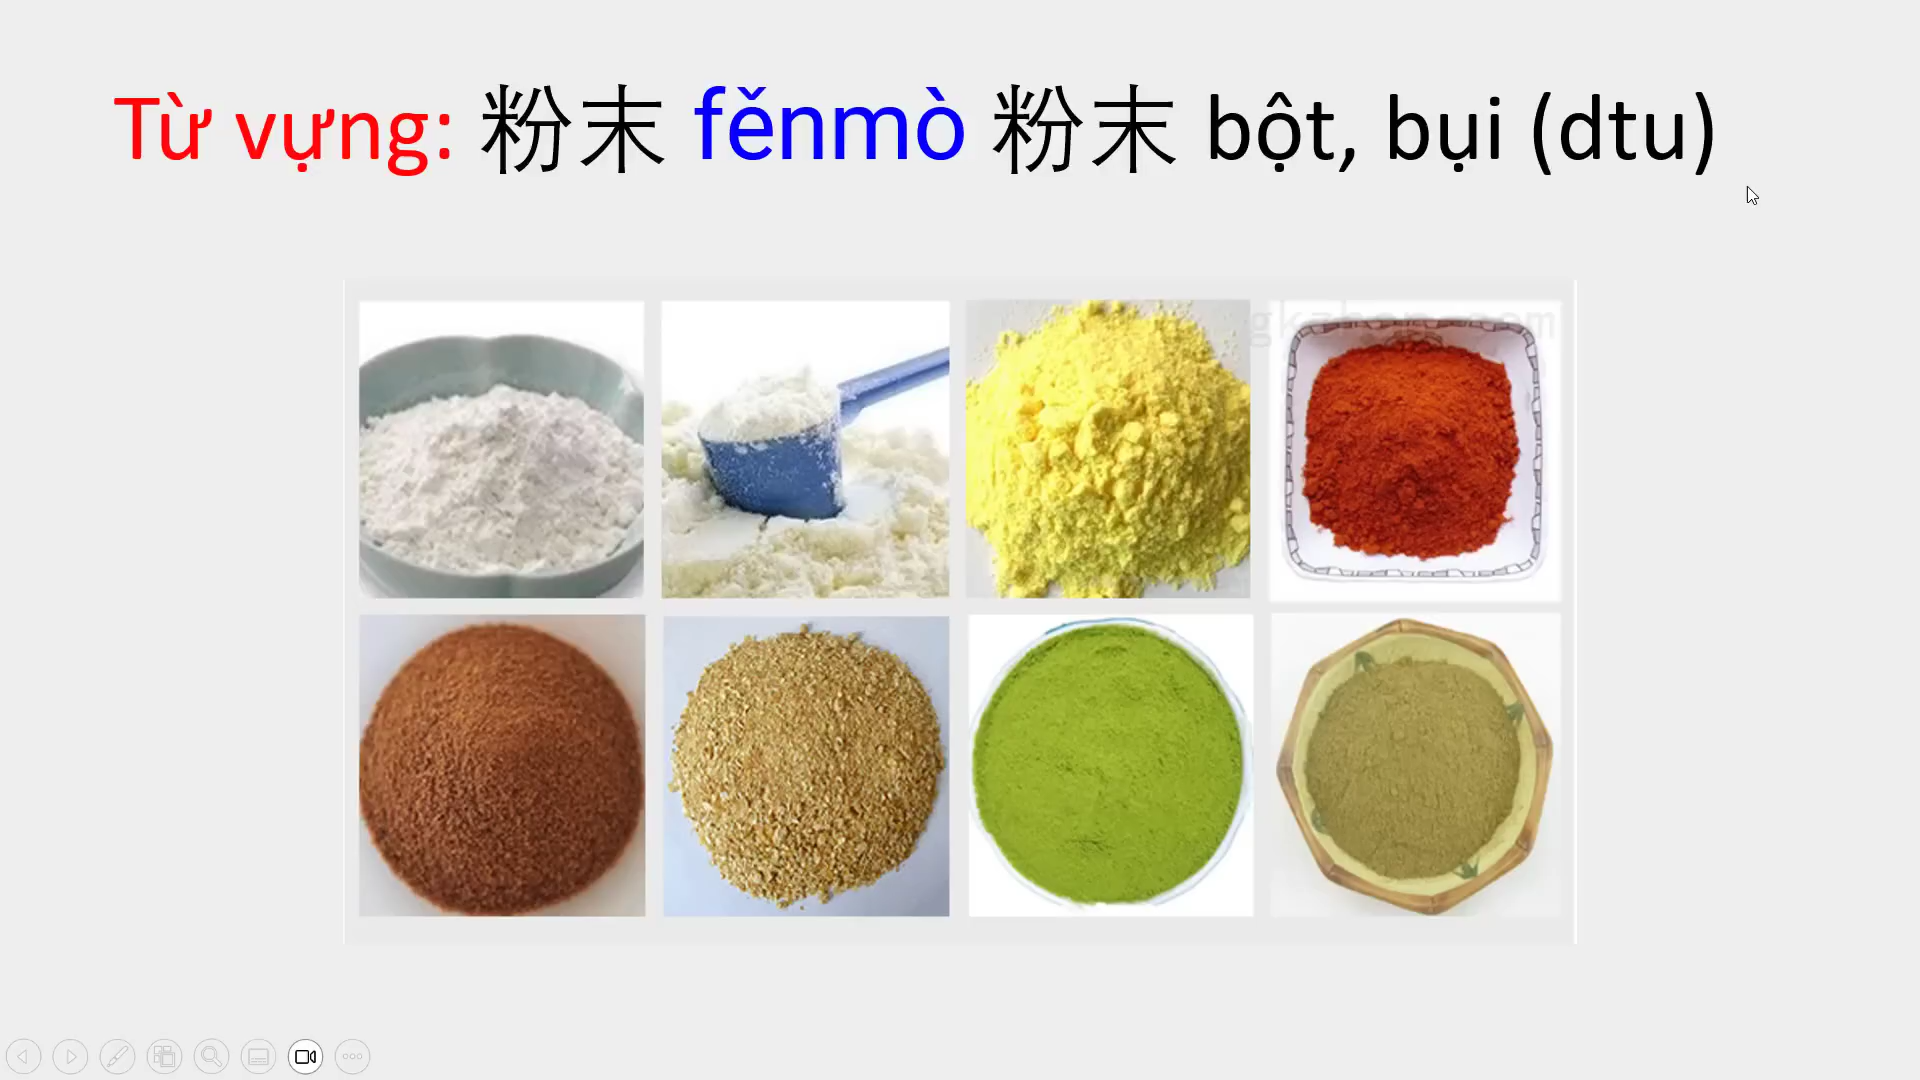 Từ vựng: 粉末 fěnmò 粉末 bột, bụi (dtu)